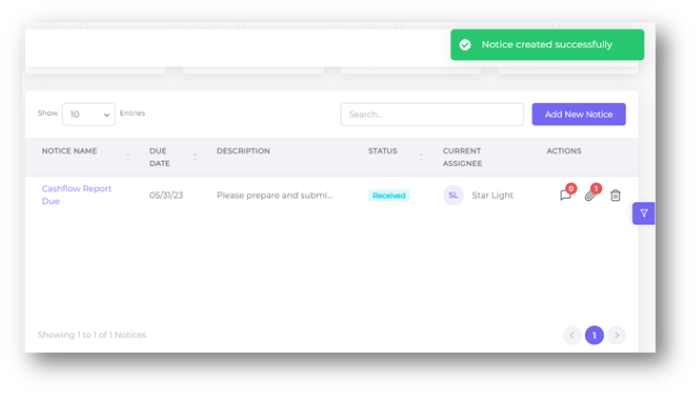 Notice created successfully
Show 10 Entries Search... Add New Notice
NOTICE NAME DUE DATE DESCRIPTION STATUS CURRENT ASSIGNEE ACTIONS
Cashflow Report Due 05/31/23 Please prepare and submi... Received SL Star Light 0 1
Showing 1 to 1 of 1 Notices 1